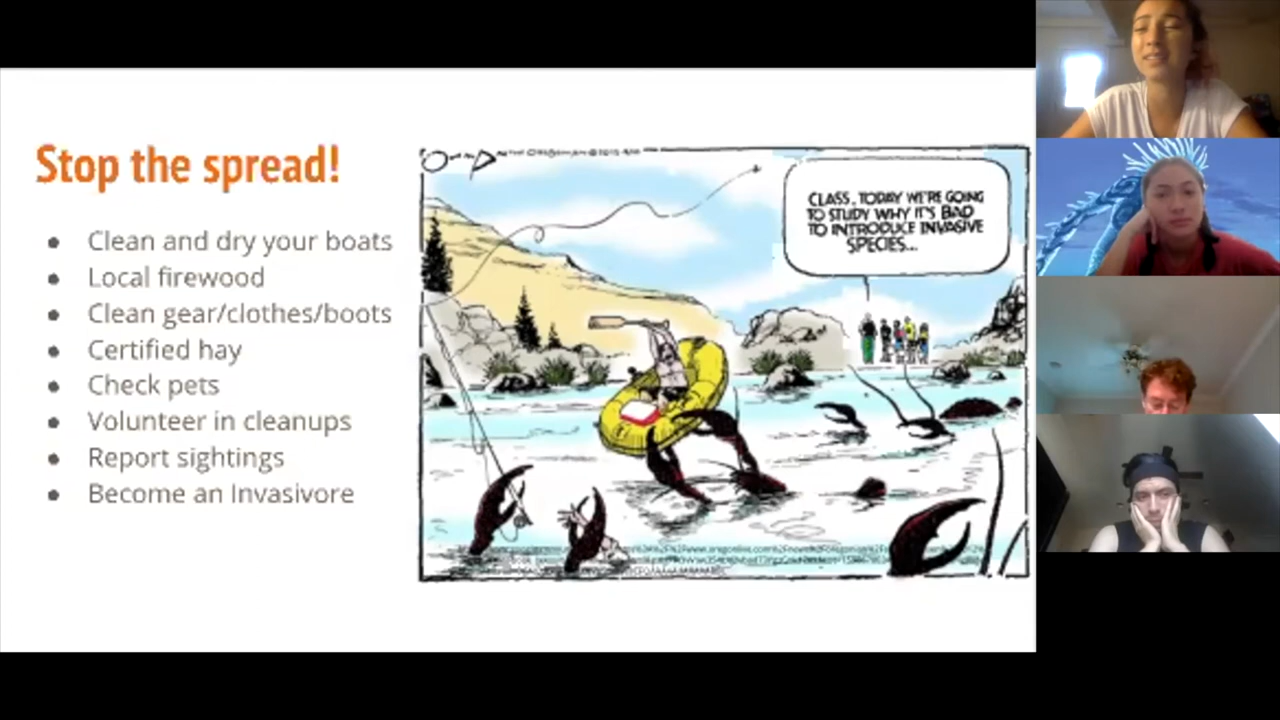 Stop the spread!
Clean and dry your boats
Local firewood
Clean gear/clothes/boots
Certified hay
Check pets
Volunteer in cleanups
Report sightings
Become an Invasivore
CLASS, TODAY WE'RE GOING
TO STUDY WHY IT'S BAD
TO INTRODUCE INVASIVE
SPECIES...